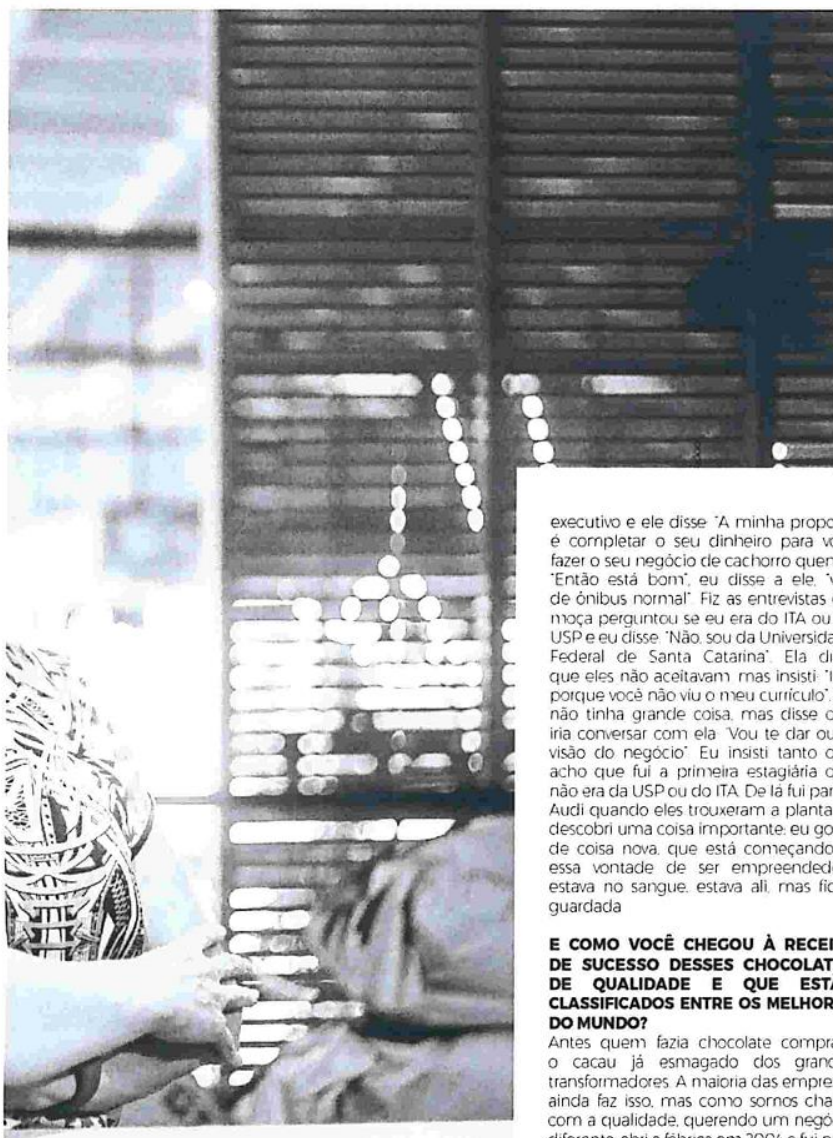 executivo e ele disse "A minha propo
é completar o seu dinheiro para vo
fazer o seu negócio de cachorro quen
"Então está bom", eu disse a ele, "v
de ônibus normal". Fiz as entrevistas
moça perguntou se eu era do ITA ou
USP e eu disse: "Não, sou da Universida
Federal de Santa Catarina". Ela di
que eles não aceitavam mas insisti "I
porque você não viu o meu currículo".
não tinha grande coisa, mas disse
iria conversar com ela "Vou te dar ou
visão do negócio" Eu insisti tanto
acho que fui a primeira estagiária
não era da USP ou do ITA. De lá fui par
Audi quando eles trouxeram a planta
descobri uma coisa importante: eu go
de coisa nova, que está começando
essa vontade de ser empreended
estava no sangue, estava ali, mas fic
guardada
E COMO VOCÊ CHEGOU À RECEI
DE SUCESSO DESSES CHOCOLAT
DE QUALIDADE E QUE ESTÃ
CLASSIFICADOS ENTRE OS MELHOR
DO MUNDO?
Antes quem fazia chocolate compra
o cacau já esmagado dos grand
transformadores. A maioria das empre
ainda faz isso, mas como somos cha
com a qualidade, querendo um negó
diferente, abri a fábrica em 2004 e fui